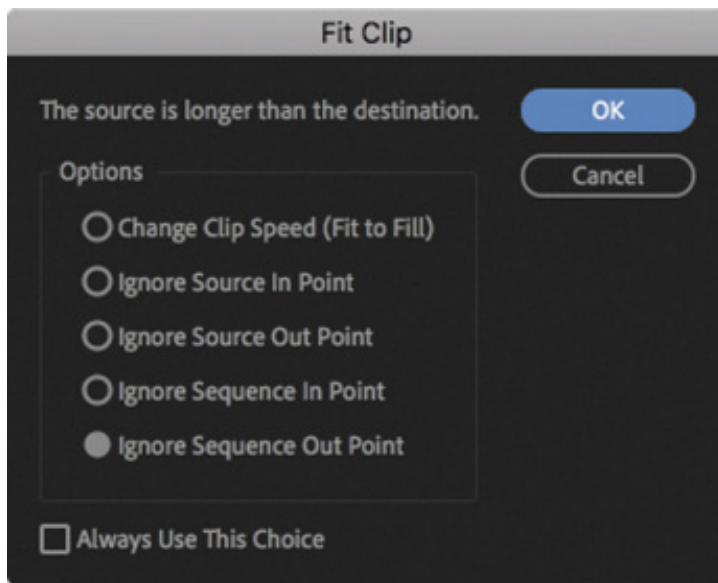 Fit Clip
The source is longer than the destination.
OK
Options
Cancel
Change Clip Speed (Fit to Fill)
Ignore Source In Point
Ignore Source Out Point
Ignore Sequence In Point
Ignore Sequence Out Point
Always Use This Choice